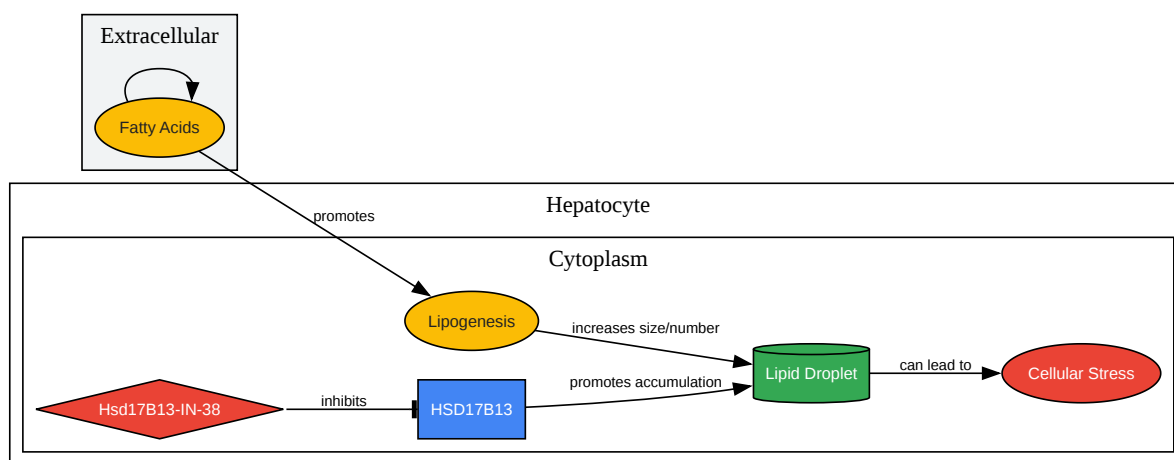 Extracellular
Fatty Acids
promotes
Hepatocyte
Cytoplasm
Lipogenesis
increases size/number
Lipid Droplet
can lead to
Cellular Stress
promotes accumulation
Hsd17B13-IN-38
inhibits
HSD17B13